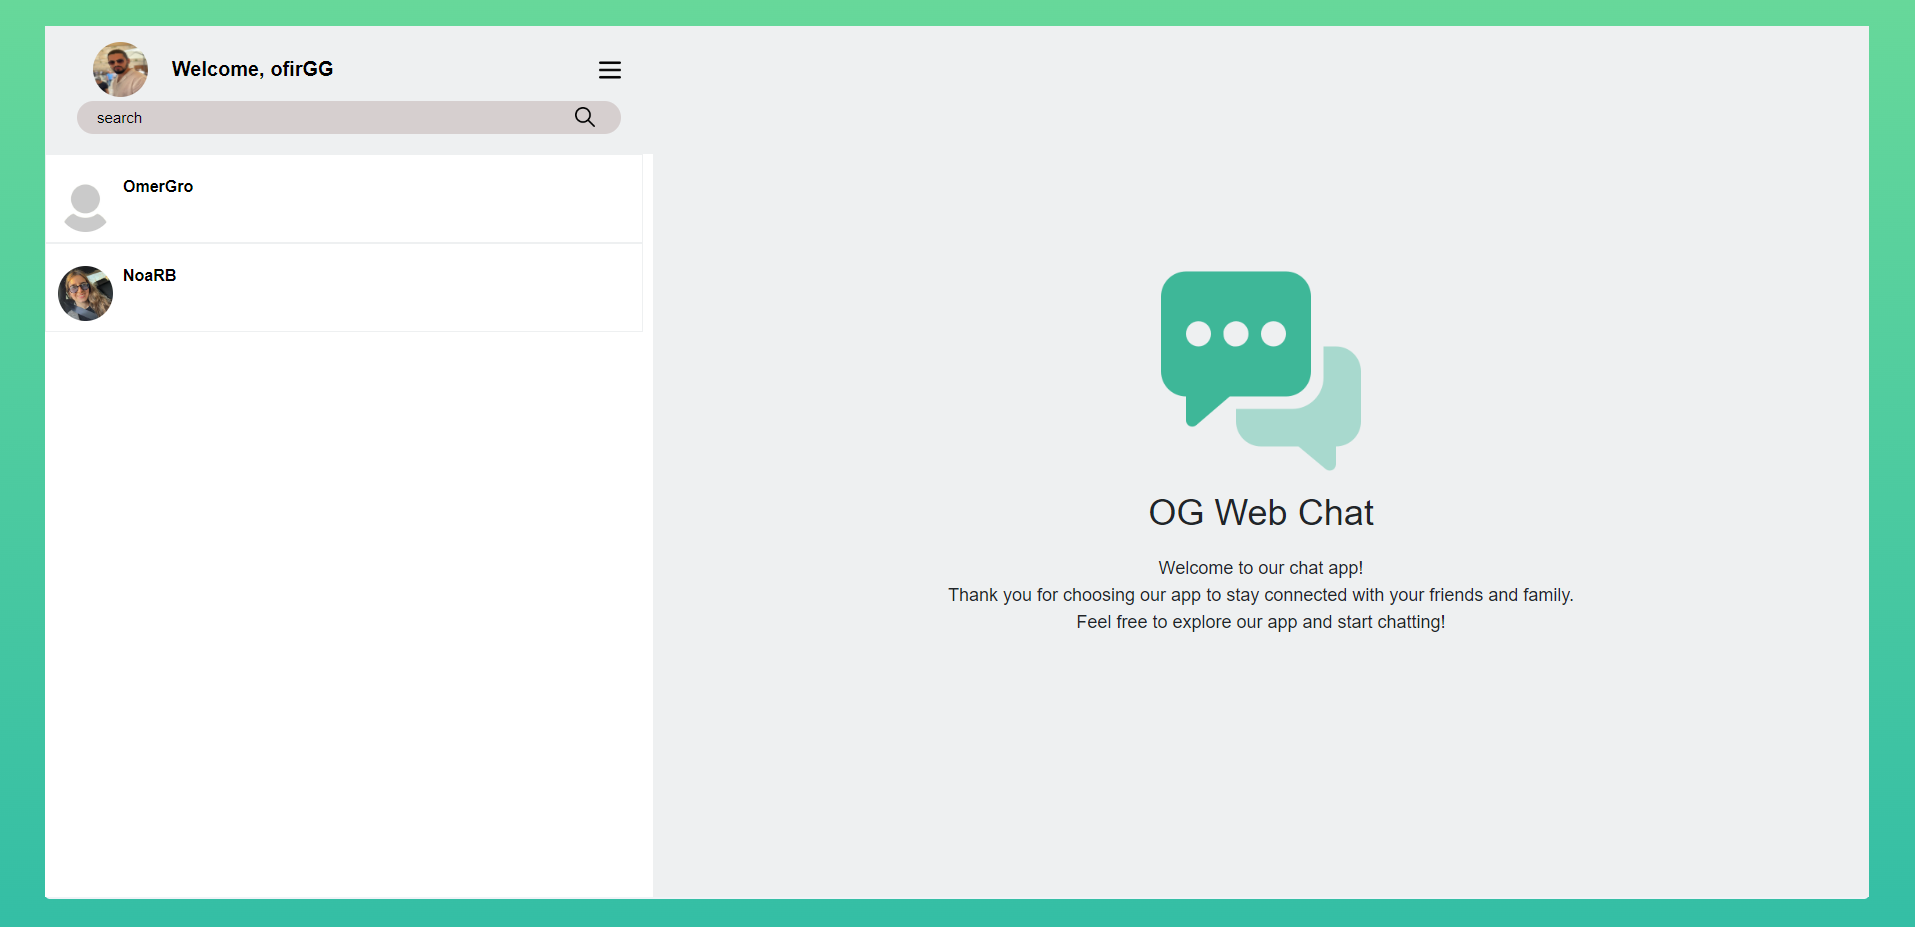 Welcome, ofirGG
search
OmerGro
NoaRB
OG Web Chat
Welcome to our chat app!
Thank you for choosing our app to stay connected with your friends and family.
Feel free to explore our app and start chatting!